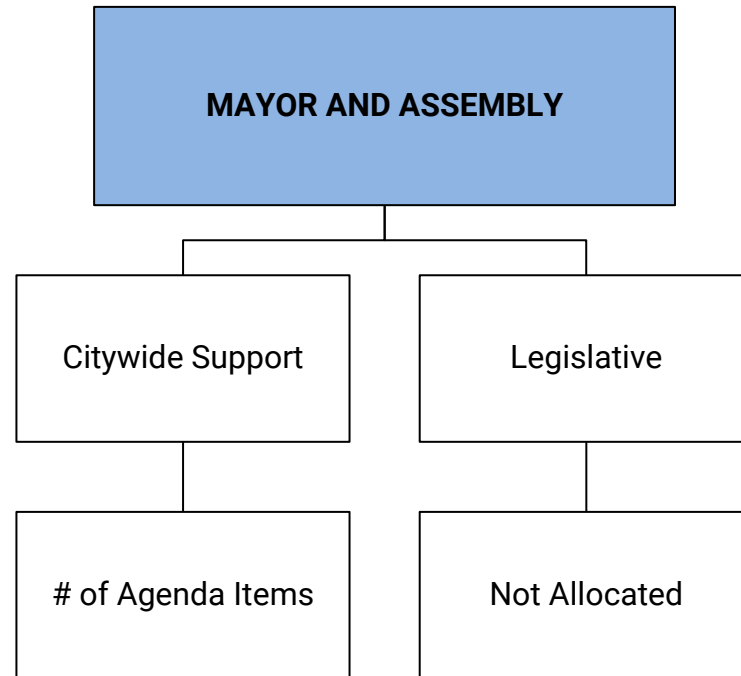 MAYOR AND ASSEMBLY
Citywide Support
Legislative
# of Agenda Items
Not Allocated